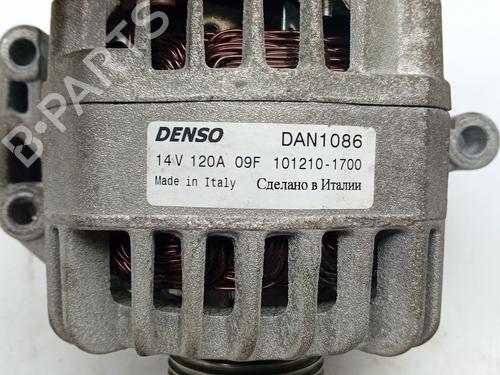 B-PARTS
DENSO DAN1086
14V 120A 09F 101210-1700
Made in Italy Сделано в Италии